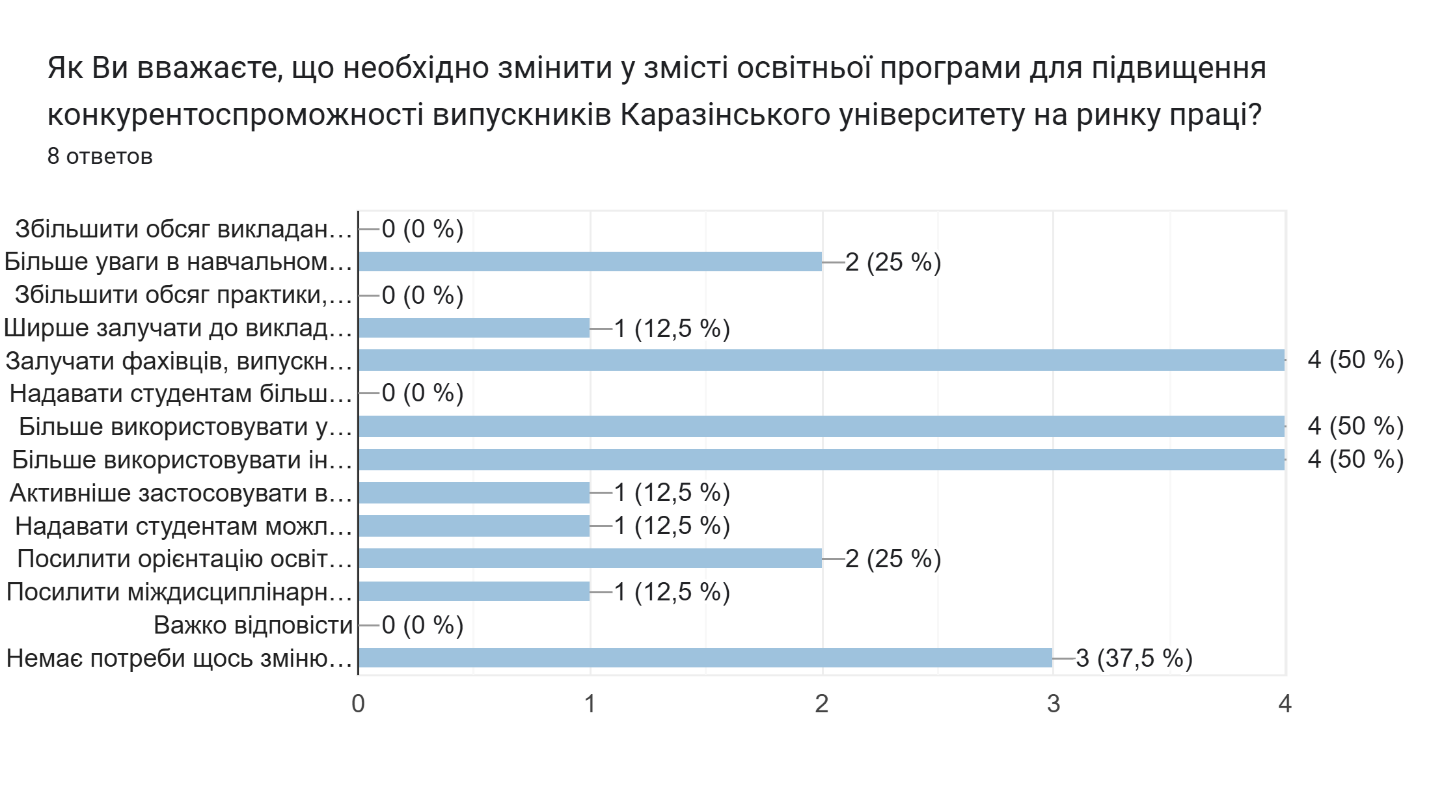 Як Ви вважаєте, що необхідно змінити у змісті освітньої програми для підвищення
конкурентоспроможності випускників Каразінського університету на ринку праці?
8 ответов
Збільшити обсяг викладан… 0 (0 %)
Більше уваги в навчальном… 2 (25 %)
Збільшити обсяг практики,… 0 (0 %)
Ширше залучати до виклад… 1 (12,5 %)
Залучати фахівців, випускн… 4 (50 %)
Надавати студентам більш… 0 (0 %)
Більше використовувати у… 4 (50 %)
Більше використовувати ін… 4 (50 %)
Активніше застосовувати в… 1 (12,5 %)
Надавати студентам можл… 1 (12,5 %)
Посилити орієнтацію освіт… 2 (25 %)
Посилити міждисциплінарн… 1 (12,5 %)
Важко відповісти 0 (0 %)
Немає потреби щось зміню… 3 (37,5 %)
0 1 2 3 4